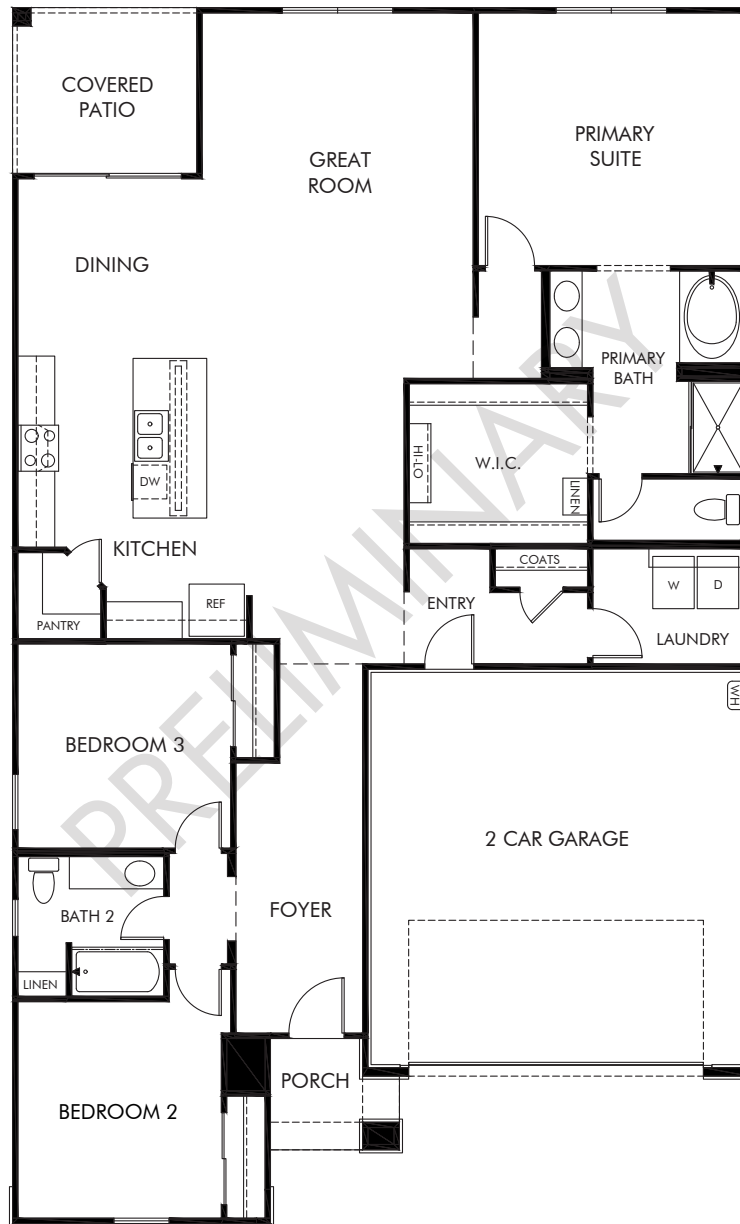 COVERED
PATIO
GREAT
ROOM
PRIMARY
SUITE
DINING
PRIMARY
BATH
HI-LO
W.I.C.
LINEN
DW
KITCHEN
COATS
PANTRY
REF
ENTRY
W
D
LAUNDRY
WH
BEDROOM 3
2 CAR GARAGE
BATH 2
FOYER
LINEN
PORCH
BEDROOM 2
PRELIMINARY